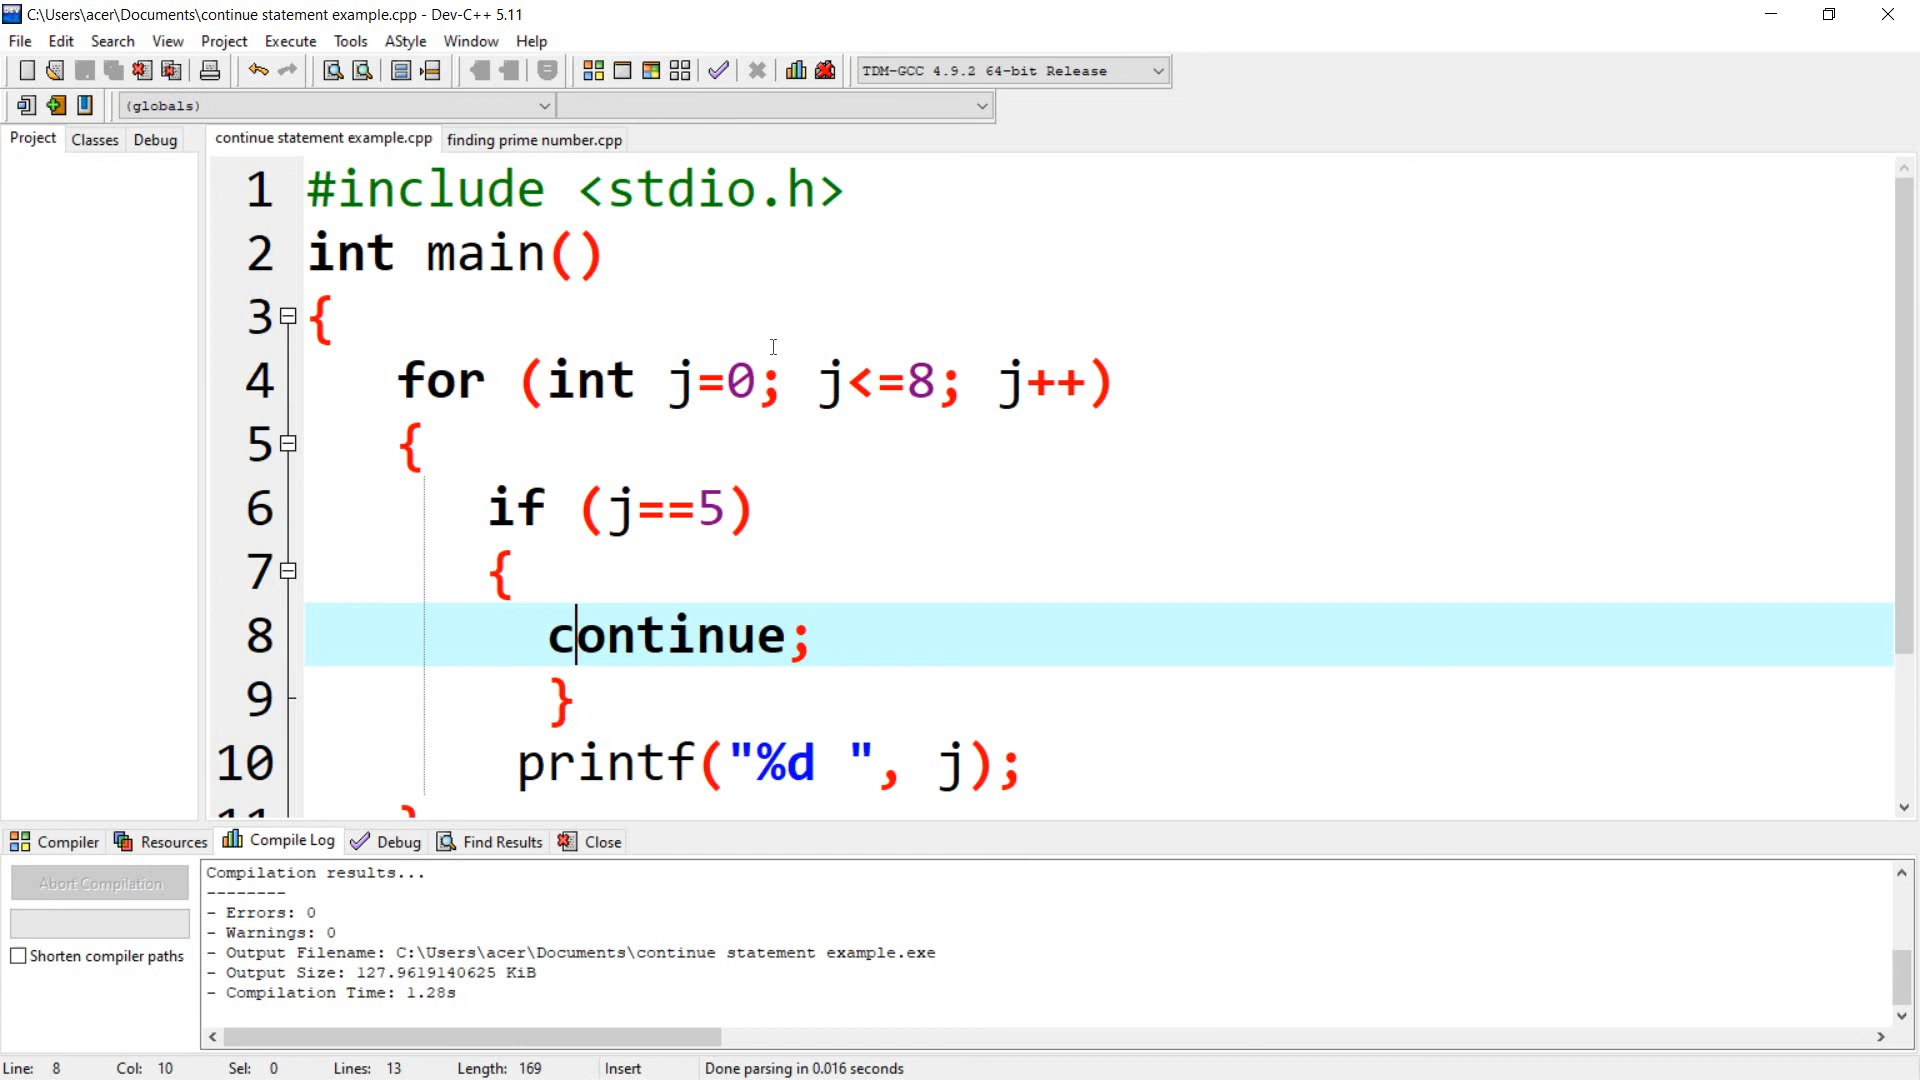 C:\Users\acer\Documents\continue statement example.cpp - Dev-C++ 5.11
File Edit Search View Project Execute Tools AStyle Window Help
TDM-GCC 4.9.2 64-bit Release
(globals)
Project Classes Debug continue statement example.cpp finding prime number.cpp
1 #include <stdio.h>
2 int main()
3 {
4 for (int j=0; j<=8; j++)
5 {
6 if (j==5)
7 {
8 continue;
9 }
10 printf("%d ", j);
11 }
Compiler Resources Compile Log Debug Find Results Close
Abort Compilation
Shorten compiler paths
Compilation results...
--------
- Errors: 0
- Warnings: 0
- Output Filename: C:\Users\acer\Documents\continue statement example.exe
- Output Size: 127.9619140625 KiB
- Compilation Time: 1.28s
Line: 8 Col: 10 Sel: 0 Lines: 13 Length: 169 Insert Done parsing in 0.016 seconds